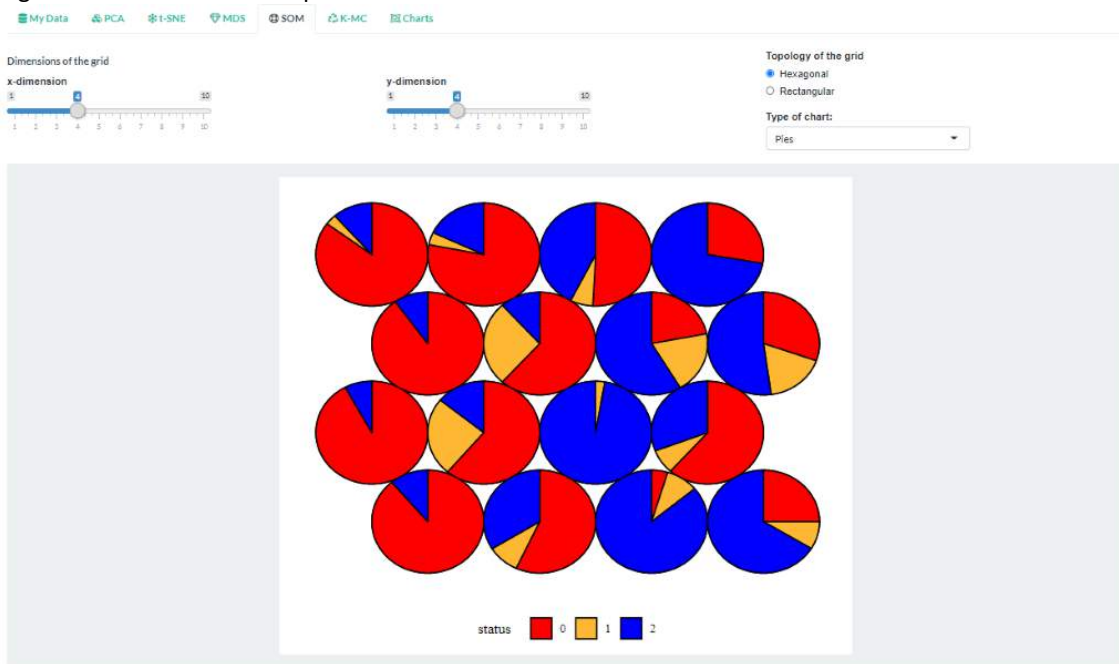 My Data PCA t-SNE MDS SOM K-MC Charts
Dimensions of the grid
x-dimension
1 4 10
1 2 3 4 5 6 7 8 9 10
y-dimension
1 4 10
1 2 3 4 5 6 7 8 9 10
Topology of the grid
Hexagonal
Rectangular
Type of chart:
Pies
status 0 1 2